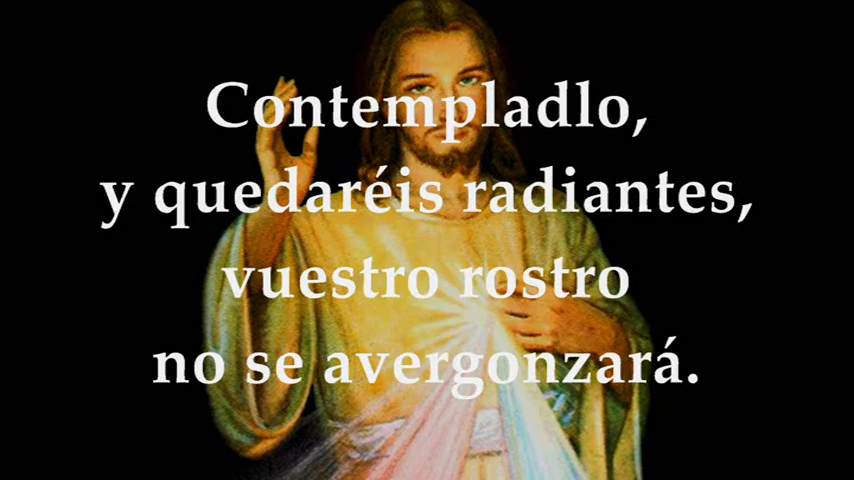 Contempladlo,
y quedaréis radiantes,
vuestro rostro
no se avergonzará.